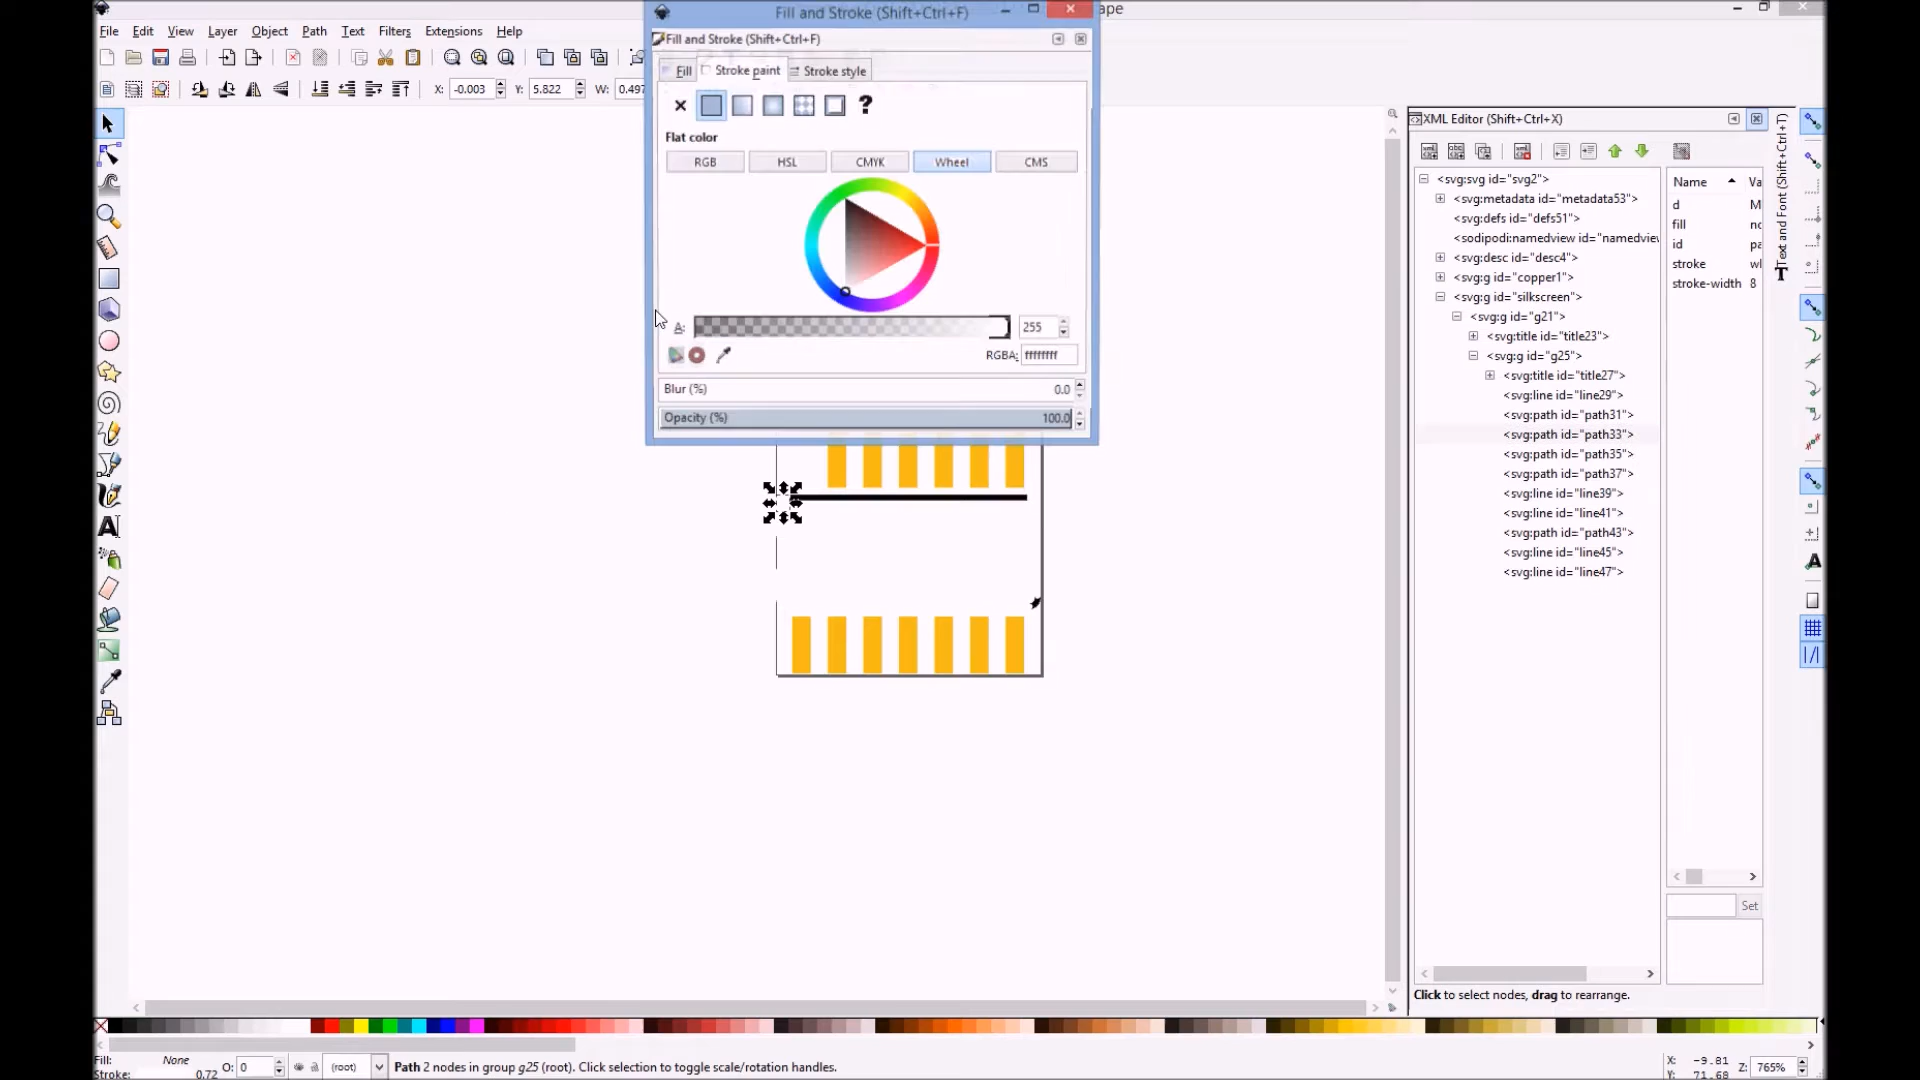 Fill and Stroke (Shift+Ctrl+F)
ape
File Edit View Layer Object Path Text Filters Extensions Help
Fill and Stroke (Shift+Ctrl+F)
Fill Stroke paint Stroke style
X: -0.003 Y: 5.822 W: 0.497
Flat color
RGB HSL CMYK Wheel CMS
A: 255
RGBA: ffffffff
Blur (%) 0.0
Opacity (%) 100.0
XML Editor (Shift+Ctrl+X)
Text and Font (Shift+Ctrl+T)
<svg:svg id="svg2">
<svg:metadata id="metadata53">
<svg:defs id="defs51">
<sodipodi:namedview id="namedview
<svg:desc id="desc4">
<svg:g id="copper1">
<svg:g id="silkscreen">
<svg:g id="g21">
<svg:title id="title23">
<svg:g id="g25">
<svg:title id="title27">
<svg:line id="line29">
<svg:path id="path31">
<svg:path id="path33">
<svg:path id="path35">
<svg:path id="path37">
<svg:line id="line39">
<svg:line id="line41">
<svg:path id="path43">
<svg:line id="line45">
<svg:line id="line47">
Name Va
d M
fill nc
id pa
stroke wl
stroke-width 8
Set
Click to select nodes, drag to rearrange.
Fill: None
Stroke: 0.72
O: 0
(root)
Path 2 nodes in group g25 (root). Click selection to toggle scale/rotation handles.
X: -9.81
Y: 71.68
Z: 765%